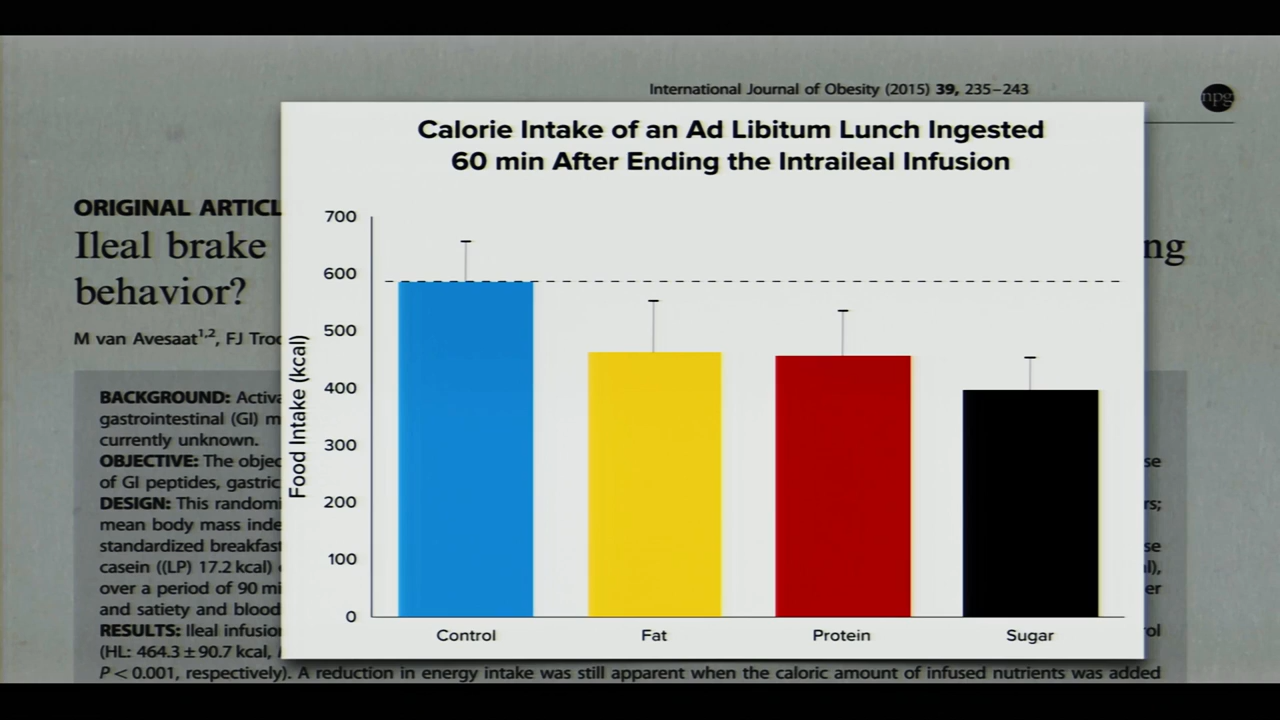 International Journal of Obesity (2015) 39, 235–243
npg
ORIGINAL ARTICL
Ileal brake
ng
behavior?
M van Avesaat1,2, FJ Troo
BACKGROUND: Activa
gastrointestinal (GI) m
currently unknown.
OBJECTIVE: The objec
se
of GI peptides, gastric
DESIGN: This randomi
rs;
mean body mass inde
standardized breakfast
se
casein ((LP) 17.2 kcal)
al),
over a period of 90 mi
er
and satiety and blood
RESULTS: Ileal infusion
rol
(HL: 464.3 ± 90.7 kcal,
P < 0.001, respectively). A reduction in energy intake was still apparent when the caloric amount of infused nutrients was added
Calorie Intake of an Ad Libitum Lunch Ingested
60 min After Ending the Intraileal Infusion
Food Intake (kcal)
700
600
500
400
300
200
100
0
Control Fat Protein Sugar